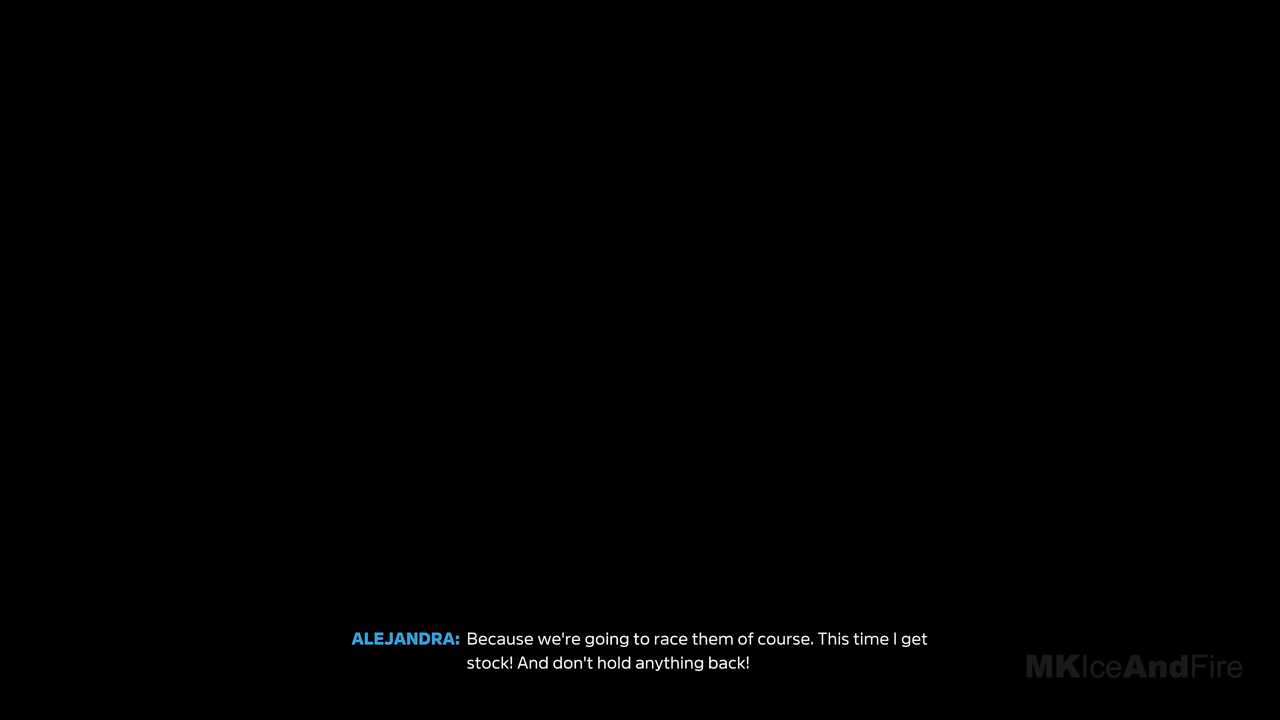 ALEJANDRA: Because we're going to race them of course. This time I get
stock! And don't hold anything back!
MKIceAndFire